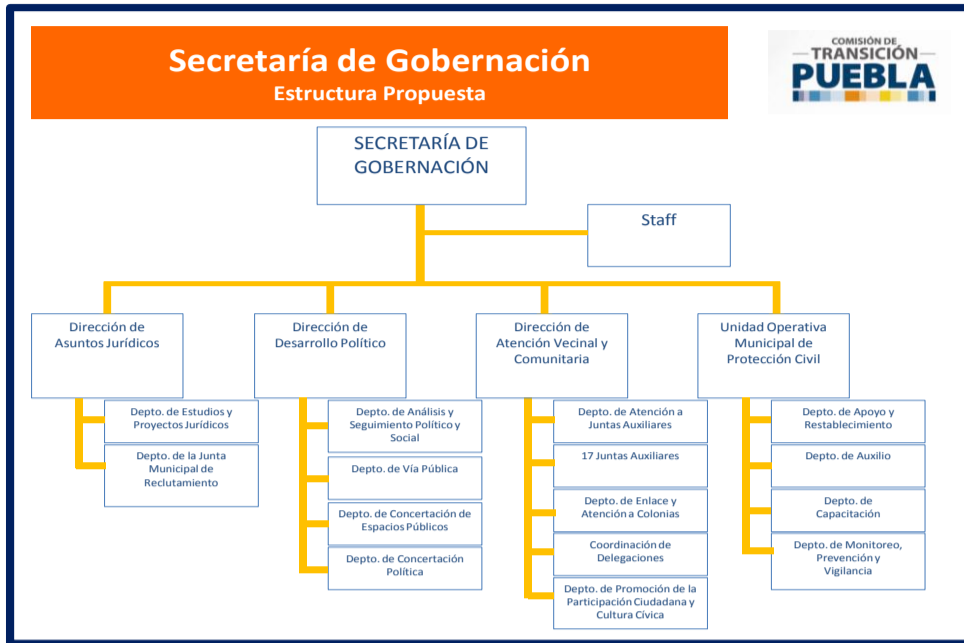 Secretaría de Gobernación
Estructura Propuesta
COMISIÓN DE
TRANSICIÓN
PUEBLA
SECRETARÍA DE
GOBERNACIÓN
Staff
Dirección de
Asuntos Jurídicos
Dirección de
Desarrollo Político
Dirección de
Atención Vecinal y
Comunitaria
Unidad Operativa
Municipal de
Protección Civil
Depto. de Estudios y
Proyectos Jurídicos
Depto. de la Junta
Municipal de
Reclutamiento
Depto. de Análisis y
Seguimiento Político y
Social
Depto. de Vía Pública
Depto. de Concertación de
Espacios Públicos
Depto. de Concertación
Política
Depto. de Atención a
Juntas Auxiliares
17 Juntas Auxiliares
Depto. de Enlace y
Atención a Colonias
Coordinación de
Delegaciones
Depto. de Promoción de la
Participación Ciudadana y
Cultura Cívica
Depto. de Apoyo y
Restablecimiento
Depto. de Auxilio
Depto. de
Capacitación
Depto. de Monitoreo,
Prevención y
Vigilancia